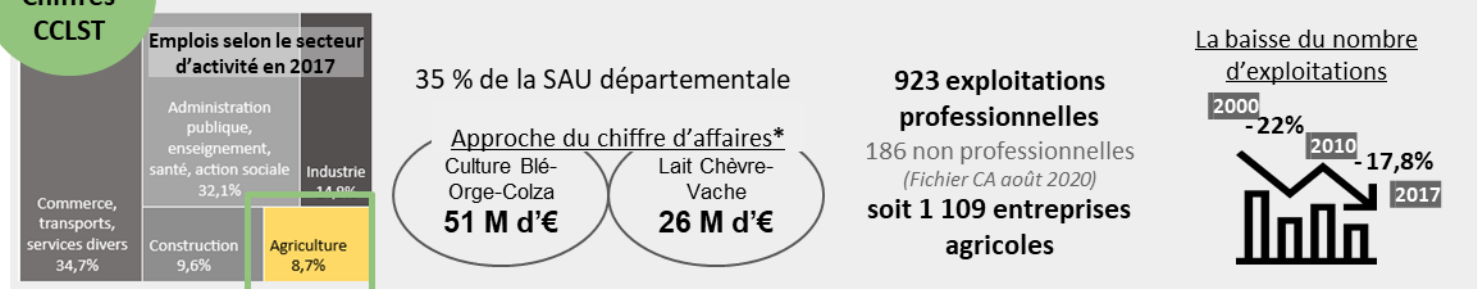 Chiffres
CCLST
Emplois selon le secteur
d'activité en 2017
Administration
publique,
enseignement,
santé, action sociale
32,1%
Industrie
14,9%
Commerce,
transports,
services divers
34,7%
Construction
9,6%
Agriculture
8,7%
35 % de la SAU départementale
Approche du chiffre d'affaires*
Culture Blé-
Orge-Colza
51 M d'€
Lait Chèvre-
Vache
26 M d'€
923 exploitations
professionnelles
186 non professionnelles
(Fichier CA août 2020)
soit 1 109 entreprises
agricoles
La baisse du nombre
d'exploitations
2000
- 22%
2010
- 17,8%
2017